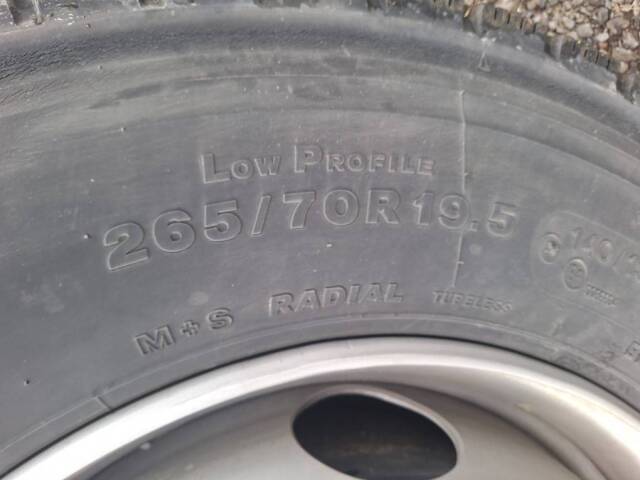 LOW PROFILE
265/70R19.5
M+S RADIAL TUBELESS